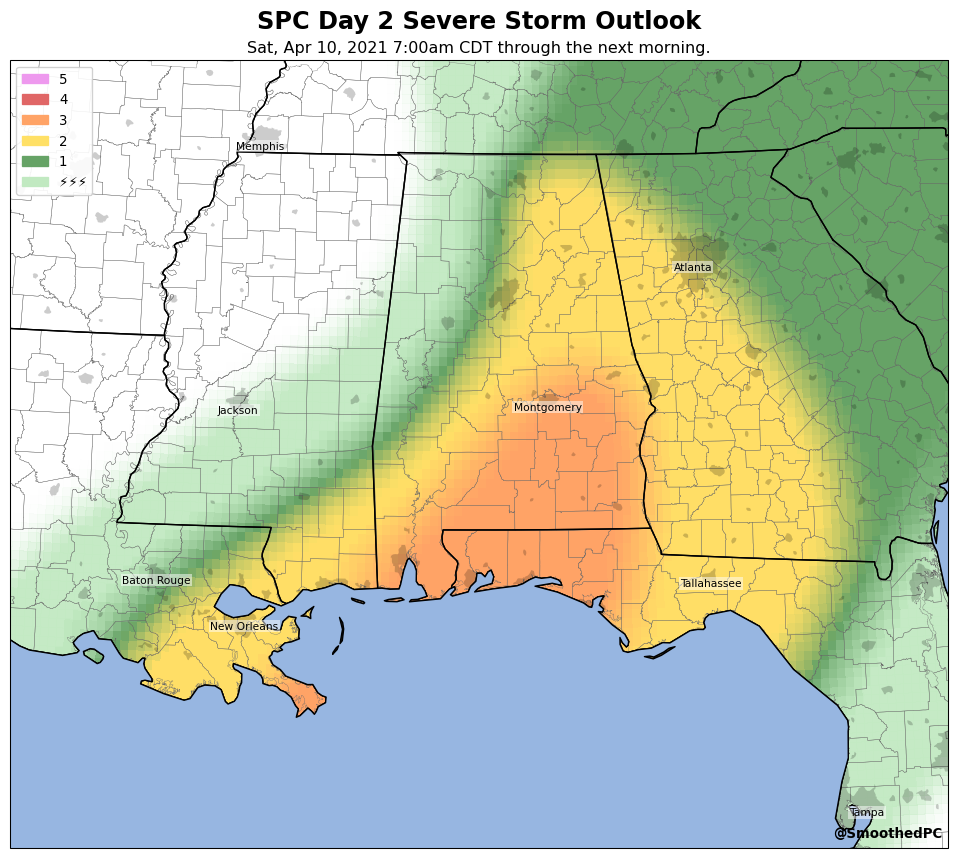 SPC Day 2 Severe Storm Outlook
Sat, Apr 10, 2021 7:00am CDT through the next morning.
5
4
3
2
1
⚡⚡⚡
Memphis
Atlanta
Jackson
Montgomery
Baton Rouge
Tallahassee
New Orleans
Tampa
@SmoothedPC